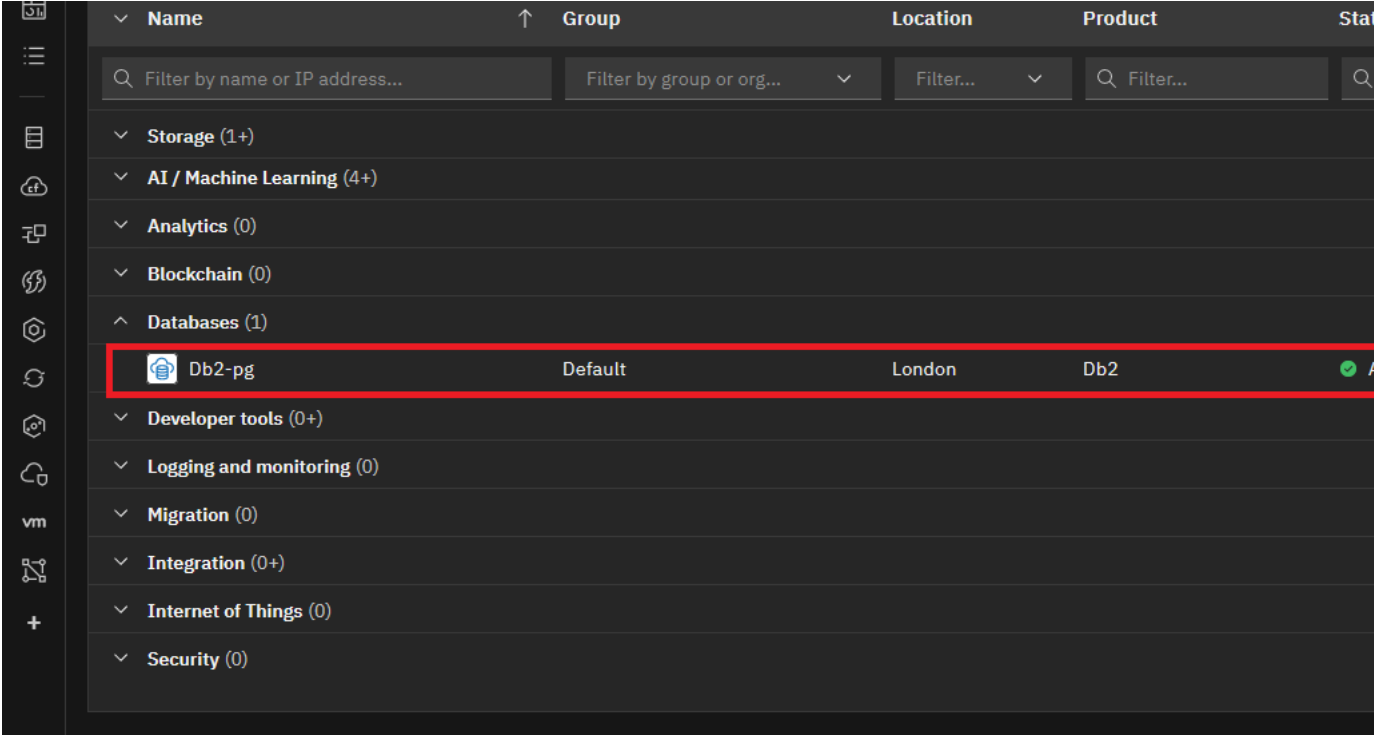 Name Group Location Product Stat
Filter by name or IP address... Filter by group or org... Filter... Filter...
Storage (1+)
AI / Machine Learning (4+)
Analytics (0)
Blockchain (0)
Databases (1)
Db2-pg Default London Db2 A
Developer tools (0+)
Logging and monitoring (0)
Migration (0)
Integration (0+)
Internet of Things (0)
Security (0)
cf
vm